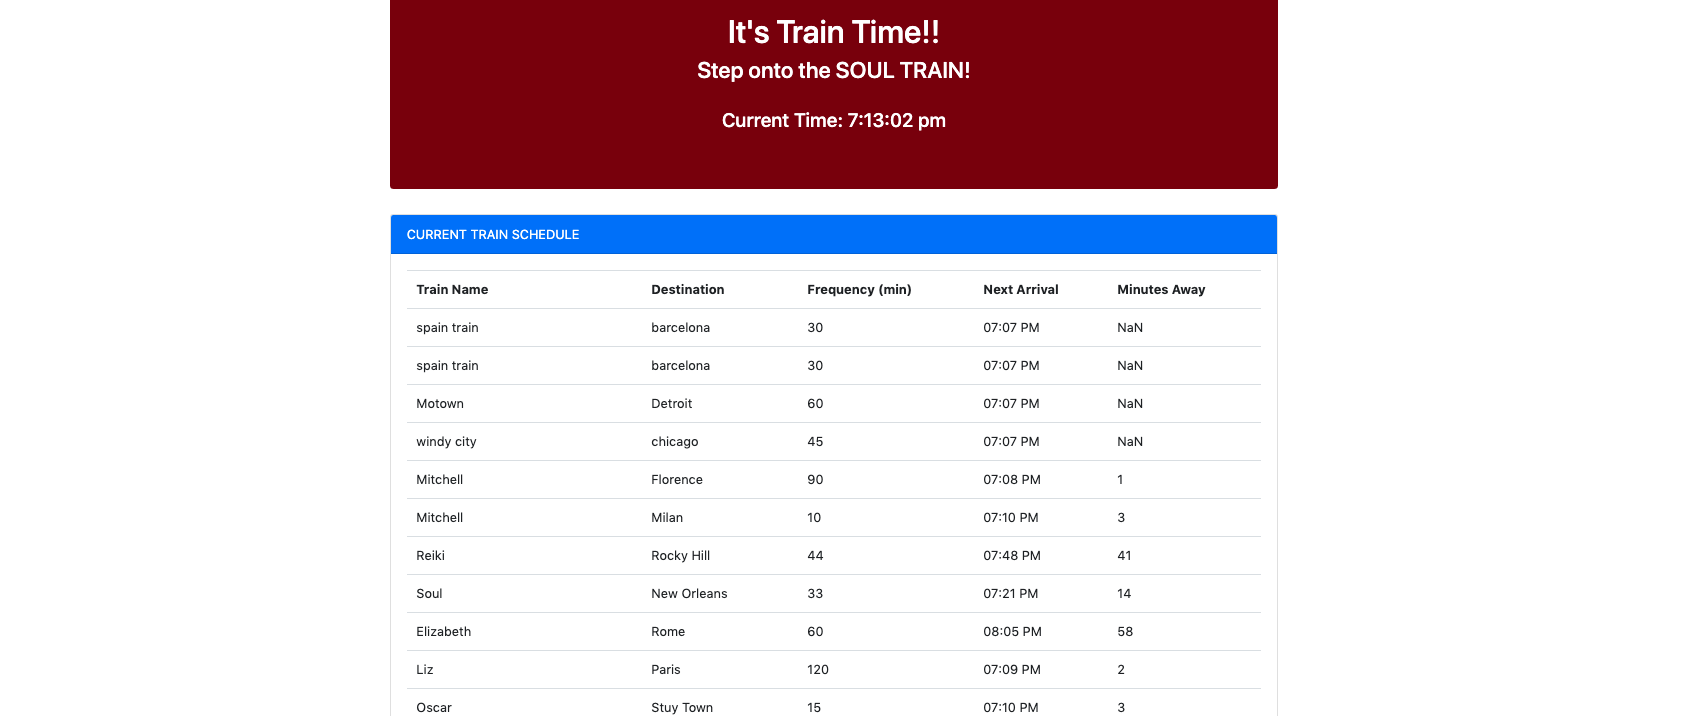 It's Train Time!!
Step onto the SOUL TRAIN!
Current Time: 7:13:02 pm
CURRENT TRAIN SCHEDULE
Train Name Destination Frequency (min) Next Arrival Minutes Away
spain train barcelona 30 07:07 PM NaN
spain train barcelona 30 07:07 PM NaN
Motown Detroit 60 07:07 PM NaN
windy city chicago 45 07:07 PM NaN
Mitchell Florence 90 07:08 PM 1
Mitchell Milan 10 07:10 PM 3
Reiki Rocky Hill 44 07:48 PM 41
Soul New Orleans 33 07:21 PM 14
Elizabeth Rome 60 08:05 PM 58
Liz Paris 120 07:09 PM 2
Oscar Stuy Town 15 07:10 PM 3